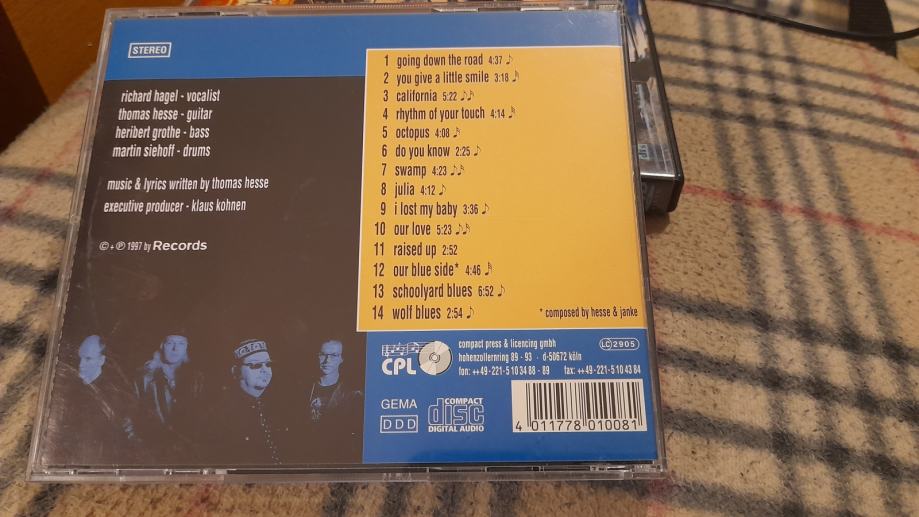 STEREO
richard hagel - vocalist
thomas hesse - guitar
heribert grothe - bass
martin siehoff - drums
music & lyrics written by thomas hesse
executive producer - klaus kohnen
© + ℗ 1997 by Records
1 going down the road 4:37
2 you give a little smile 3:18
3 california 5:22
4 rhythm of your touch 4:14
5 octopus 4:08
6 do you know 2:25
7 swamp 4:23
8 julia 4:12
9 i lost my baby 3:36
10 our love 5:23
11 raised up 2:52
12 our blue side* 4:46
13 schoolyard blues 6:52
14 wolf blues 2:54
* composed by hesse & janke
CPL
compact press & licencing gmbh
hohenzollernring 89 - 93 · d-50672 köln
fon: ++49-221-5 10 34 88 - 89 fax: ++49-221-5 10 43 84
LC 2905
GEMA
DDD
COMPACT
disc
DIGITAL AUDIO
4 011778 010081